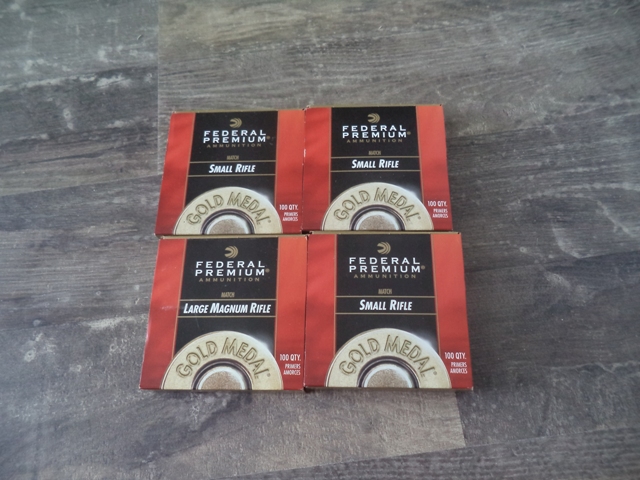 FEDERAL
PREMIUM®
AMMUNITION
MATCH
SMALL RIFLE
GOLD MEDAL
100 QTY.
PRIMERS
AMORCES
FEDERAL
PREMIUM®
AMMUNITION
MATCH
SMALL RIFLE
GOLD MEDAL
100 QTY.
PRIMERS
AMORCES
FEDERAL
PREMIUM®
AMMUNITION
MATCH
LARGE MAGNUM RIFLE
GOLD MEDAL
100 QTY.
PRIMERS
AMORCES
FEDERAL
PREMIUM®
AMMUNITION
MATCH
SMALL RIFLE
GOLD MEDAL
100 QTY.
PRIMERS
AMORCES